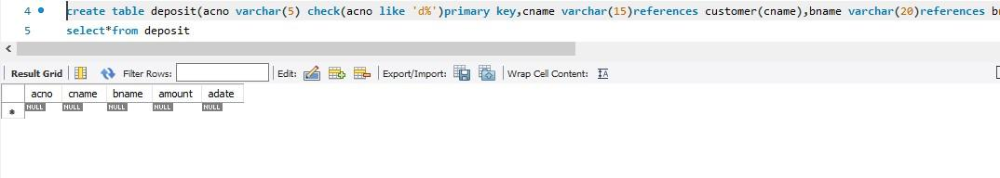 4 create table deposit(acno varchar(5) check(acno like 'd%')primary key,cname varchar(15)references customer(cname),bname varchar(20)references
5 select*from deposit
Result Grid Filter Rows: Edit: Export/Import: Wrap Cell Content:
acno cname bname amount adate
NULL NULL NULL NULL NULL